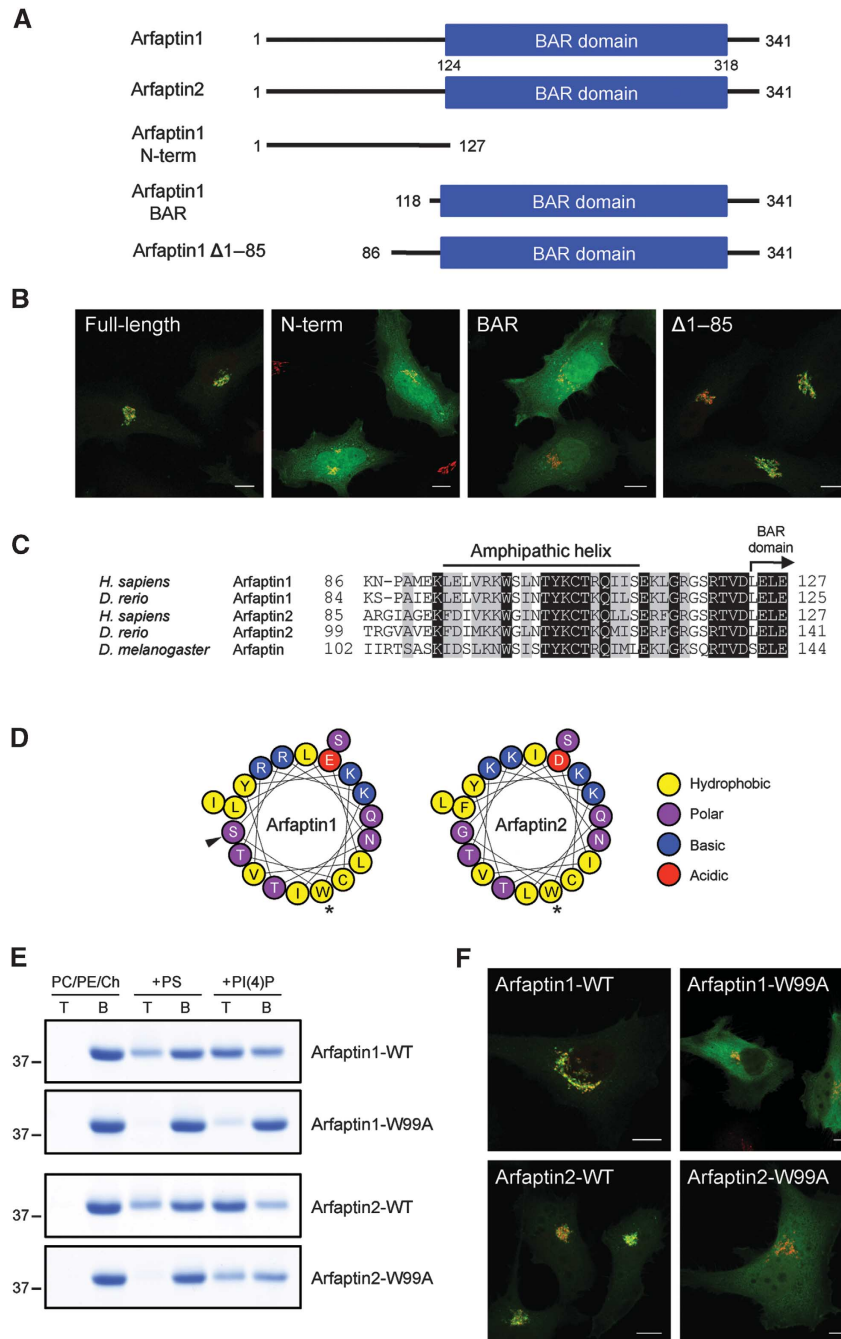 A
Arfaptin1 1 BAR domain 341
124 318
Arfaptin2 1 BAR domain 341
Arfaptin1
N-term 1 127
Arfaptin1
BAR 118 BAR domain 341
Arfaptin1 Δ1–85 86 BAR domain 341
B
Full-length N-term BAR Δ1–85
C
Amphipathic helix BAR
domain
H. sapiens Arfaptin1 86 KN-PAMEKLELVRKWSLNTYKCTRQIISEKLGRGSRTVDLELE 127
D. rerio Arfaptin1 84 KS-PAIEKLELVRKWSLNTYKCTRQILSEKLGRGSRTVDLELE 125
H. sapiens Arfaptin2 85 ARGIAGEKFDIVKKWGINTYKCTKQLLSERFGRGSRTVDLELE 127
D. rerio Arfaptin2 99 TRGVAVEKFDIMKKWGINTYKCTKQMISERFGRGSRTVDLELE 141
D. melanogaster Arfaptin 102 IIRTSASKIDSLKNWSISTYKCTRQIMLEKLGKSQRTVDSELE 144
D
S
R R L E K
Y K
I L Q
S N
T L
V T I W C
*
Arfaptin1
S
K K I D K
Y K
L F Q
G N
T I
V T L W C
*
Arfaptin2
Hydrophobic
Polar
Basic
Acidic
E
PC/PE/Ch +PS +PI(4)P
T B T B T B
37 Arfaptin1-WT
37 Arfaptin1-W99A
37 Arfaptin2-WT
37 Arfaptin2-W99A
F
Arfaptin1-WT Arfaptin1-W99A
Arfaptin2-WT Arfaptin2-W99A